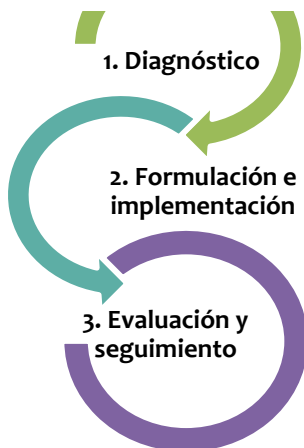 1. Diagnóstico
2. Formulación e
implementación
3. Evaluación y
seguimiento